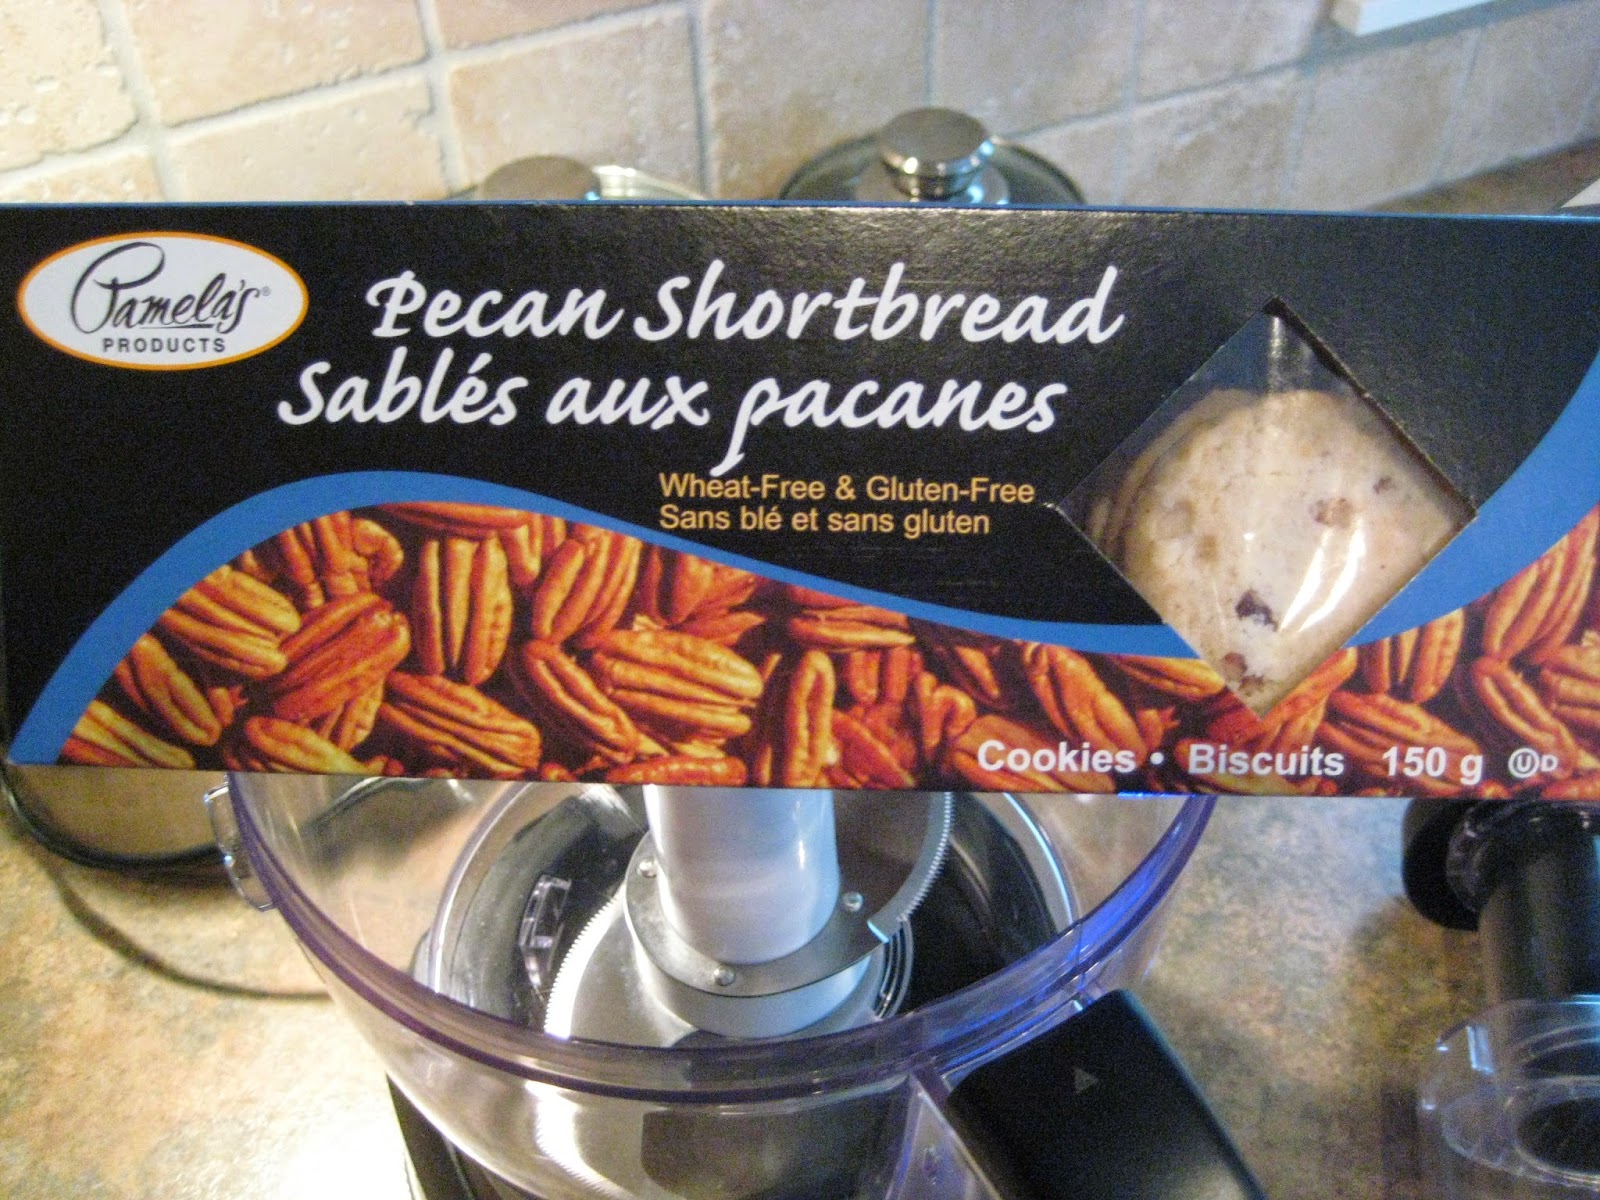 Pamela's®
PRODUCTS
Pecan Shortbread
Sablés aux pacanes
Wheat-Free & Gluten-Free
Sans blé et sans gluten
Cookies • Biscuits 150 g ⓊD